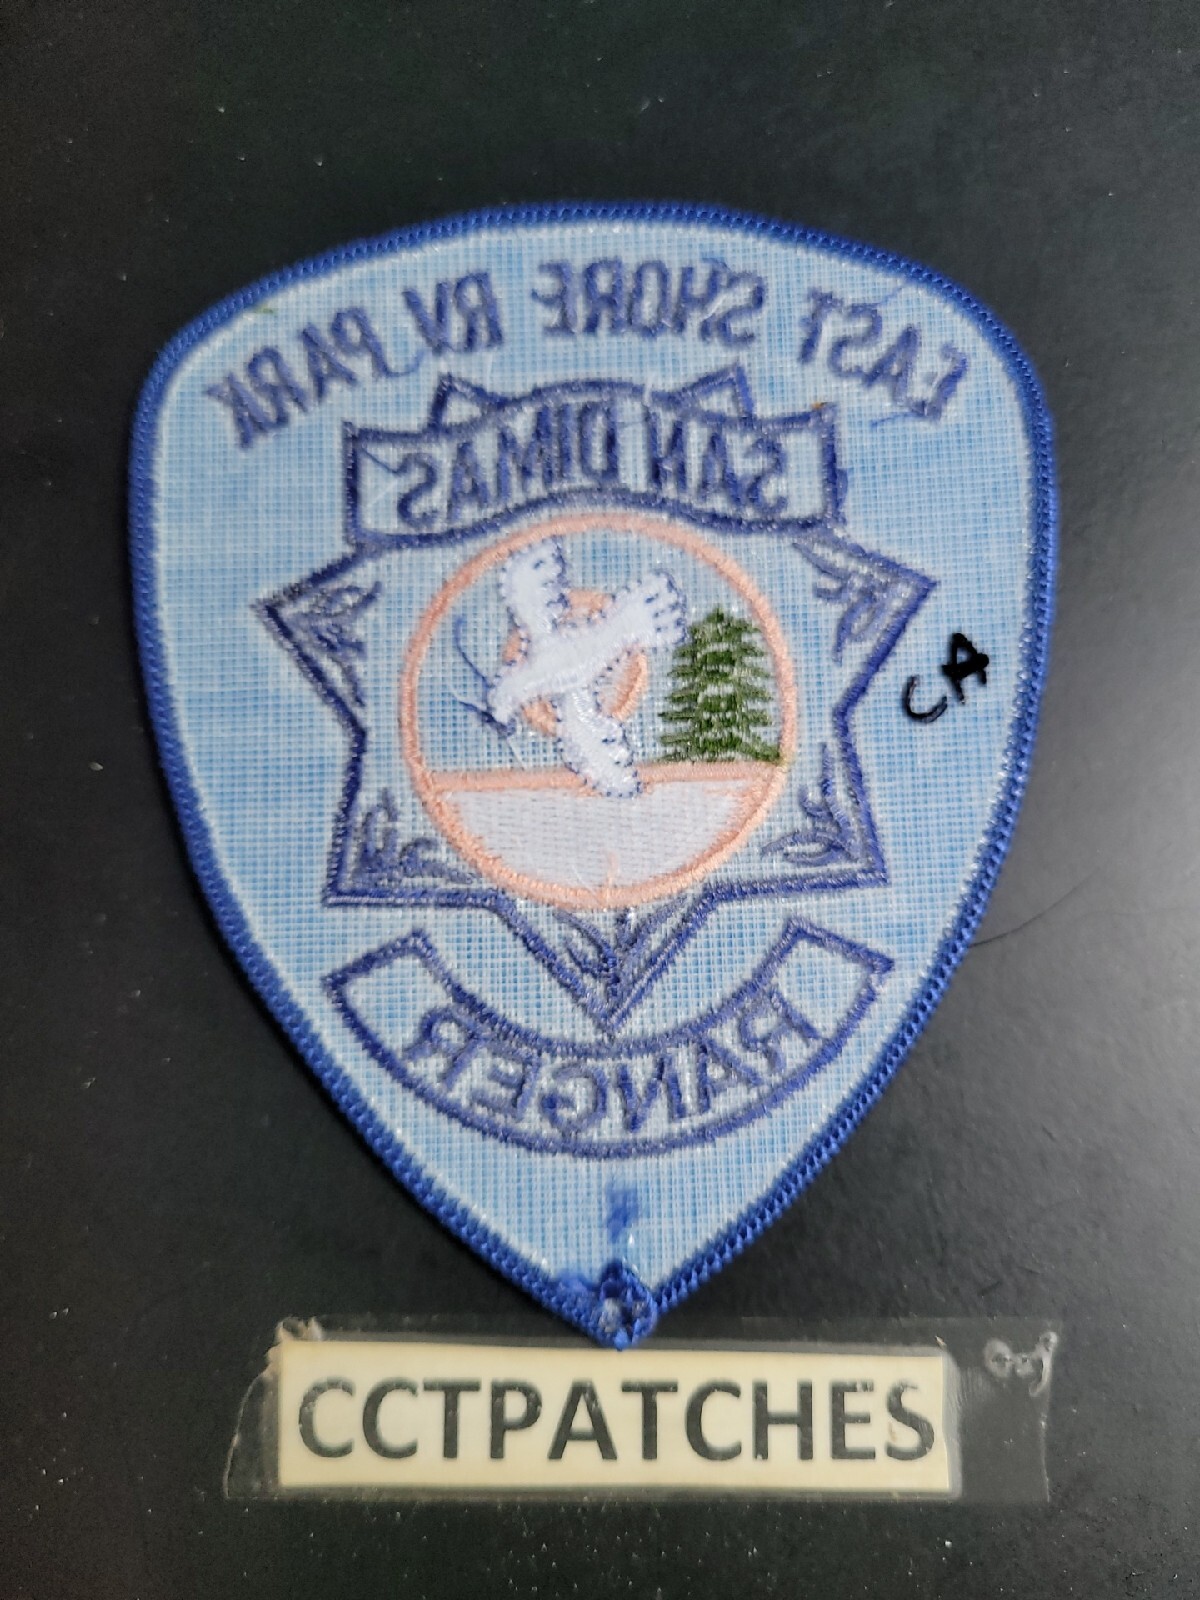 EAST SHORE RV PARK
SAN DIMAS
CA
RANGER
CCTPATCHES